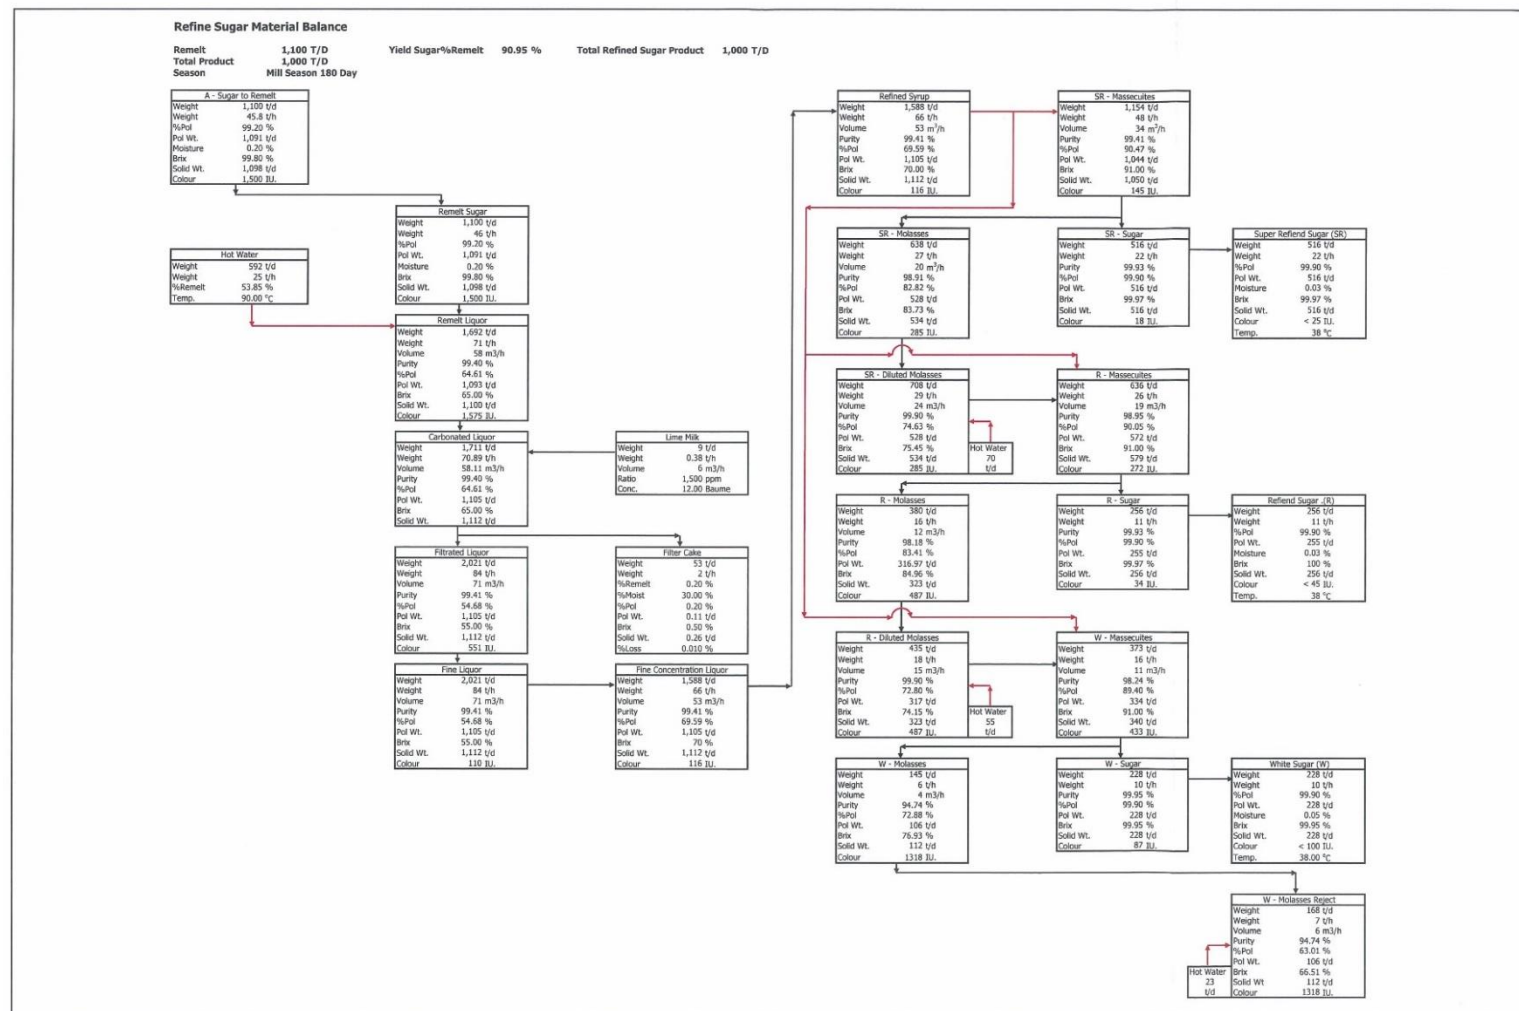 Refine Sugar Material Balance
Remelt 1,100 T/D Yield Sugar%Remelt 90.95 % Total Refined Sugar Product 1,000 T/D
Total Product 1,000 T/D
Season Mill Season 180 Day
A - Sugar to Remelt
Weight 1,100 t/d
Weight 45.8 t/h
%Pol 99.20 %
Pol Wt. 1,091 t/d
Moisture 0.20 %
Brix 99.80 %
Solid Wt. 1,098 t/d
Colour 1,500 IU.
Remelt Sugar
Weight 1,100 t/d
Weight 46 t/h
%Pol 99.20 %
Pol Wt. 1,091 t/d
Moisture 0.20 %
Brix 99.80 %
Solid Wt. 1,098 t/d
Colour 1,500 IU.
Hot Water
Weight 592 t/d
Weight 25 t/h
%Remelt 53.85 %
Temp. 90.00 °C
Remelt Liquor
Weight 1,692 t/d
Weight 71 t/h
Volume 58 m3/h
Purity 99.40 %
%Pol 64.61 %
Pol Wt. 1,093 t/d
Brix 65.00 %
Solid Wt. 1,100 t/d
Colour 1,575 IU.
Carbonated Liquor
Weight 1,711 t/d
Weight 70.89 t/h
Volume 58.11 m3/h
Purity 99.40 %
%Pol 64.61 %
Pol Wt. 1,105 t/d
Brix 65.00 %
Solid Wt. 1,112 t/d
Lime Milk
Weight 9 t/d
Weight 0.38 t/h
Volume 6 m3/h
Ratio 1,500 ppm
Conc. 12.00 Baume
Filtrated Liquor
Weight 2,021 t/d
Weight 84 t/h
Volume 71 m3/h
Purity 99.41 %
%Pol 54.68 %
Pol Wt. 1,105 t/d
Brix 55.00 %
Solid Wt. 1,112 t/d
Colour 551 IU.
Filter Cake
Weight 53 t/d
Weight 2 t/h
%Remelt 0.20 %
%Moist 30.00 %
%Pol 0.20 %
Pol Wt. 0.11 t/d
Brix 0.50 %
Solid Wt. 0.26 t/d
%Loss 0.010 %
Fine Liquor
Weight 2,021 t/d
Weight 84 t/h
Volume 71 m3/h
Purity 99.41 %
%Pol 54.68 %
Pol Wt. 1,105 t/d
Brix 55.00 %
Solid Wt. 1,112 t/d
Colour 110 IU.
Fine Concentration Liquor
Weight 1,588 t/d
Weight 66 t/h
Volume 53 m3/h
Purity 99.41 %
%Pol 69.59 %
Pol Wt. 1,105 t/d
Brix 70 %
Solid Wt. 1,112 t/d
Colour 116 IU.
Refined Syrup
Weight 1,588 t/d
Weight 66 t/h
Volume 53 m³/h
Purity 99.41 %
%Pol 69.59 %
Pol Wt. 1,105 t/d
Brix 70.00 %
Solid Wt. 1,112 t/d
Colour 116 IU.
SR - Massecuites
Weight 1,154 t/d
Weight 48 t/h
Volume 34 m³/h
Purity 99.41 %
%Pol 90.47 %
Pol Wt. 1,044 t/d
Brix 91.00 %
Solid Wt. 1,050 t/d
Colour 145 IU.
SR - Molasses
Weight 638 t/d
Weight 27 t/h
Volume 20 m³/h
Purity 98.91 %
%Pol 82.82 %
Pol Wt. 528 t/d
Brix 83.73 %
Solid Wt. 534 t/d
Colour 285 IU.
SR - Sugar
Weight 516 t/d
Weight 22 t/h
Purity 99.93 %
%Pol 99.90 %
Pol Wt. 516 t/d
Brix 99.97 %
Solid Wt. 516 t/d
Colour 18 IU.
Super Refiend Sugar (SR)
Weight 516 t/d
Weight 22 t/h
%Pol 99.90 %
Pol Wt. 516 t/d
Moisture 0.03 %
Brix 99.97 %
Solid Wt. 516 t/d
Colour < 25 IU.
Temp. 38 °C
SR - Diluted Molasses
Weight 708 t/d
Weight 29 t/h
Volume 24 m3/h
Purity 99.90 %
%Pol 74.63 %
Pol Wt. 528 t/d
Brix 75.45 %
Solid Wt. 534 t/d
Colour 285 IU.
Hot Water
70
t/d
R - Massecuites
Weight 636 t/d
Weight 26 t/h
Volume 19 m3/h
Purity 98.95 %
%Pol 90.05 %
Pol Wt. 572 t/d
Brix 91.00 %
Solid Wt. 579 t/d
Colour 272 IU.
R - Molasses
Weight 380 t/d
Weight 16 t/h
Volume 12 m3/h
Purity 98.18 %
%Pol 83.41 %
Pol Wt. 316.97 t/d
Brix 84.96 %
Solid Wt. 323 t/d
Colour 487 IU.
R - Sugar
Weight 256 t/d
Weight 11 t/h
Purity 99.93 %
%Pol 99.90 %
Pol Wt. 255 t/d
Brix 99.97 %
Solid Wt. 256 t/d
Colour 34 IU.
Refiend Sugar .(R)
Weight 256 t/d
Weight 11 t/h
%Pol 99.90 %
Pol Wt. 255 t/d
Moisture 0.03 %
Brix 100 %
Solid Wt. 256 t/d
Colour < 45 IU.
Temp. 38 °C
R - Diluted Molasses
Weight 435 t/d
Weight 18 t/h
Volume 15 m3/h
Purity 99.90 %
%Pol 72.80 %
Pol Wt. 317 t/d
Brix 74.15 %
Solid Wt. 323 t/d
Colour 487 IU.
Hot Water
55
t/d
W - Massecuites
Weight 373 t/d
Weight 16 t/h
Volume 11 m3/h
Purity 98.24 %
%Pol 89.40 %
Pol Wt. 334 t/d
Brix 91.00 %
Solid Wt. 340 t/d
Colour 433 IU.
W - Molasses
Weight 145 t/d
Weight 6 t/h
Volume 4 m3/h
Purity 94.74 %
%Pol 72.88 %
Pol Wt. 106 t/d
Brix 76.93 %
Solid Wt. 112 t/d
Colour 1318 IU.
W - Sugar
Weight 228 t/d
Weight 10 t/h
Purity 99.95 %
%Pol 99.90 %
Pol Wt. 228 t/d
Brix 99.95 %
Solid Wt. 228 t/d
Colour 87 IU.
White Sugar (W)
Weight 228 t/d
Weight 10 t/h
%Pol 99.90 %
Pol Wt. 228 t/d
Moisture 0.05 %
Brix 99.95 %
Solid Wt. 228 t/d
Colour < 100 IU.
Temp. 38.00 °C
W - Molasses Reject
Weight 168 t/d
Weight 7 t/h
Volume 6 m3/h
Purity 94.74 %
%Pol 63.01 %
Pol Wt. 106 t/d
Brix 66.51 %
Solid Wt 112 t/d
Colour 1318 IU.
Hot Water
23
t/d